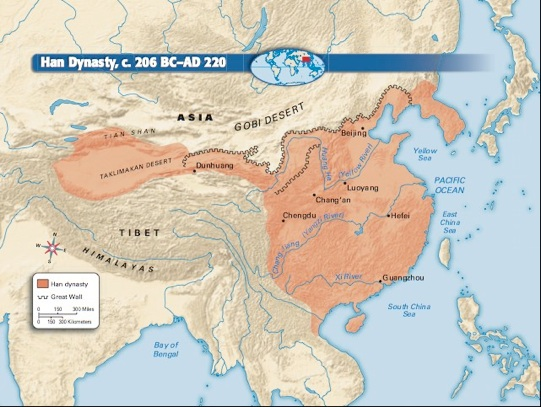 Han Dynasty, c. 206 BC–AD 220
ASIA
GOBI DESERT
TIAN SHAN
TAKLIMAKAN DESERT
Dunhuang
Beijing
Huang He
(Yellow River)
Yellow
Sea
Luoyang
Chang'an
PACIFIC
OCEAN
TIBET
Chengdu
Chang Jiang
(Yangzi River)
Hefei
East
China
Sea
HIMALAYAS
N
W
E
S
Xi River
Guangzhou
Han dynasty
Great Wall
0 150 300 Miles
0 150 300 Kilometers
South China
Sea
Bay of
Bengal